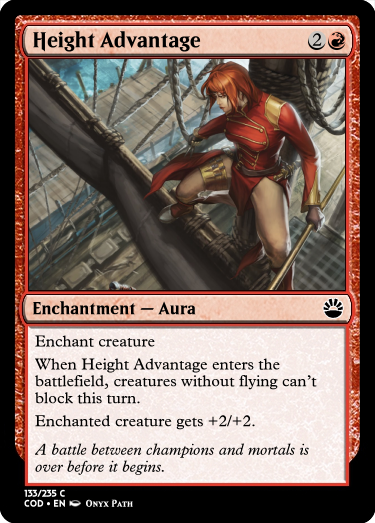 Height Advantage 2
Enchantment — Aura
Enchant creature
When Height Advantage enters the
battlefield, creatures without flying can't
block this turn.
Enchanted creature gets +2/+2.
A battle between champions and mortals is
over before it begins.
133/235 C
COD • EN Onyx Path